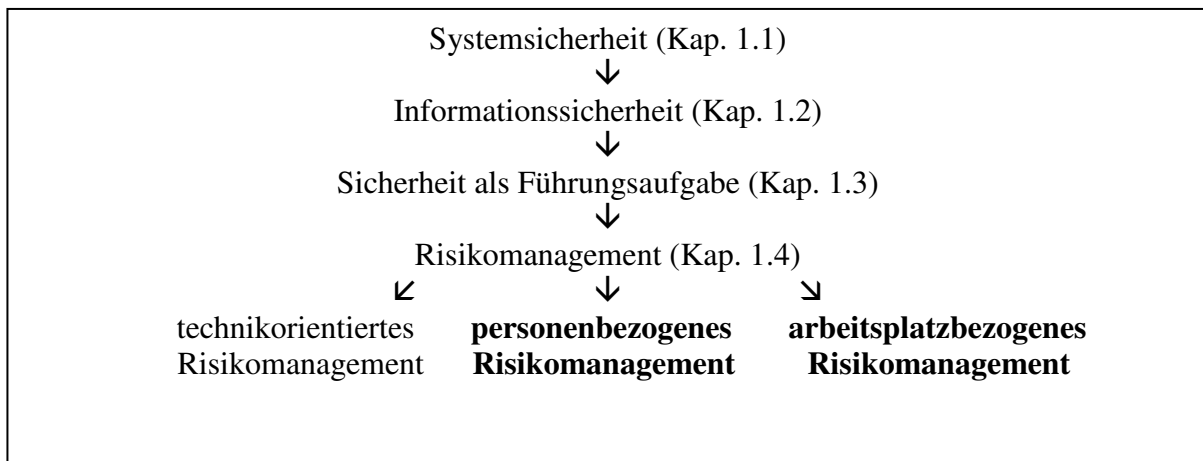 Systemsicherheit (Kap. 1.1)
↓
Informationssicherheit (Kap. 1.2)
↓
Sicherheit als Führungsaufgabe (Kap. 1.3)
↓
Risikomanagement (Kap. 1.4)
↙ ↓ ↘
technikorientiertes personenbezogenes arbeitsplatzbezogenes
Risikomanagement Risikomanagement Risikomanagement